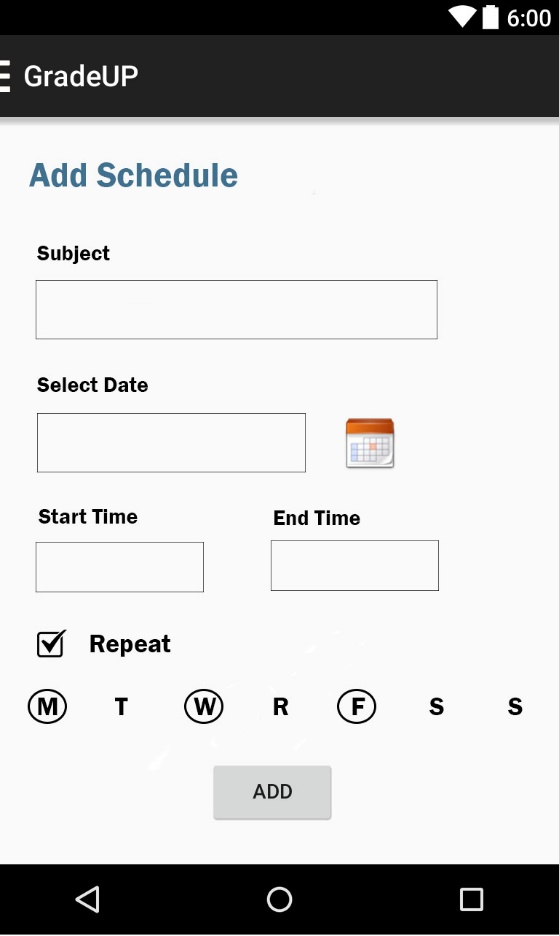 6:00
GradeUP
Add Schedule
Subject
Select Date
Start Time End Time
Repeat
M T W R F S S
ADD